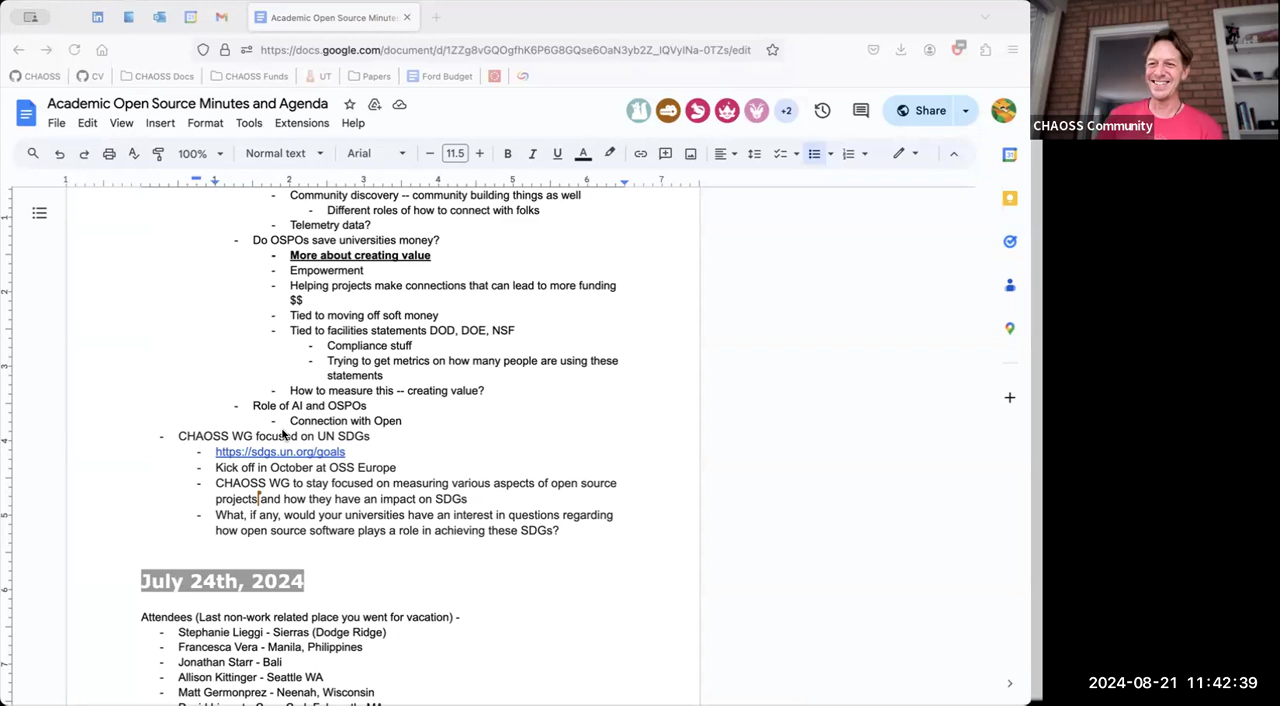 Academic Open Source Minute
https://docs.google.com/document/d/1ZZg8vGQOgfhK6P6G8GQse6OaN3yb2Z_IQVyINa-0TZs/edit
CHAOSS
CV
CHAOSS Docs
CHAOSS Funds
UT
Papers
Ford Budget
Academic Open Source Minutes and Agenda
+2
Share
File Edit View Insert Format Tools Extensions Help
100% Normal text Arial 11.5 B I U A
1 1 2 3 4 5 6 7
- Community discovery -- community building things as well
- Different roles of how to connect with folks
- Telemetry data?
- Do OSPOs save universities money?
- More about creating value
- Empowerment
- Helping projects make connections that can lead to more funding
$$
- Tied to moving off soft money
- Tied to facilities statements DOD, DOE, NSF
- Compliance stuff
- Trying to get metrics on how many people are using these
statements
- How to measure this -- creating value?
- Role of AI and OSPOs
- Connection with Open
- CHAOSS WG focused on UN SDGs
- https://sdgs.un.org/goals
- Kick off in October at OSS Europe
- CHAOSS WG to stay focused on measuring various aspects of open source
projects and how they have an impact on SDGs
- What, if any, would your universities have an interest in questions regarding
how open source software plays a role in achieving these SDGs?
July 24th, 2024
Attendees (Last non-work related place you went for vacation) -
- Stephanie Lieggi - Sierras (Dodge Ridge)
- Francesca Vera - Manila, Philippines
- Jonathan Starr - Bali
- Allison Kittinger - Seattle WA
- Matt Germonprez - Neenah, Wisconsin
CHAOSS Community
2024-08-21 11:42:39